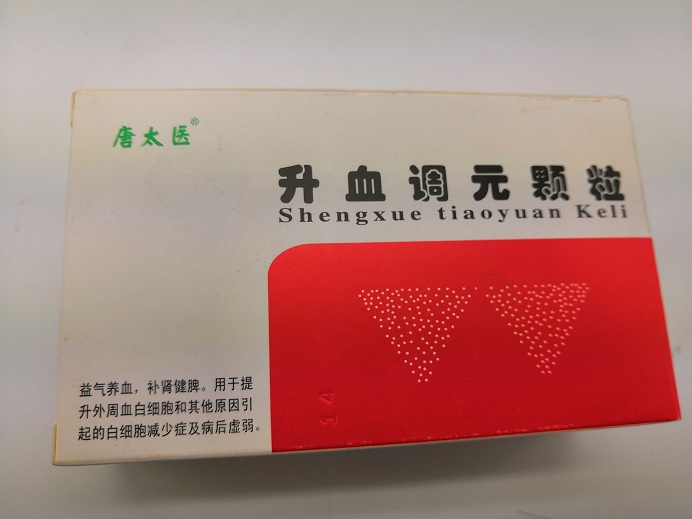 唐太医®
升血调元颗粒
Shengxue tiaoyuan Keli
益气养血，补肾健脾。用于提
升外周血白细胞和其他原因引
起的白细胞减少症及病后虚弱。
14